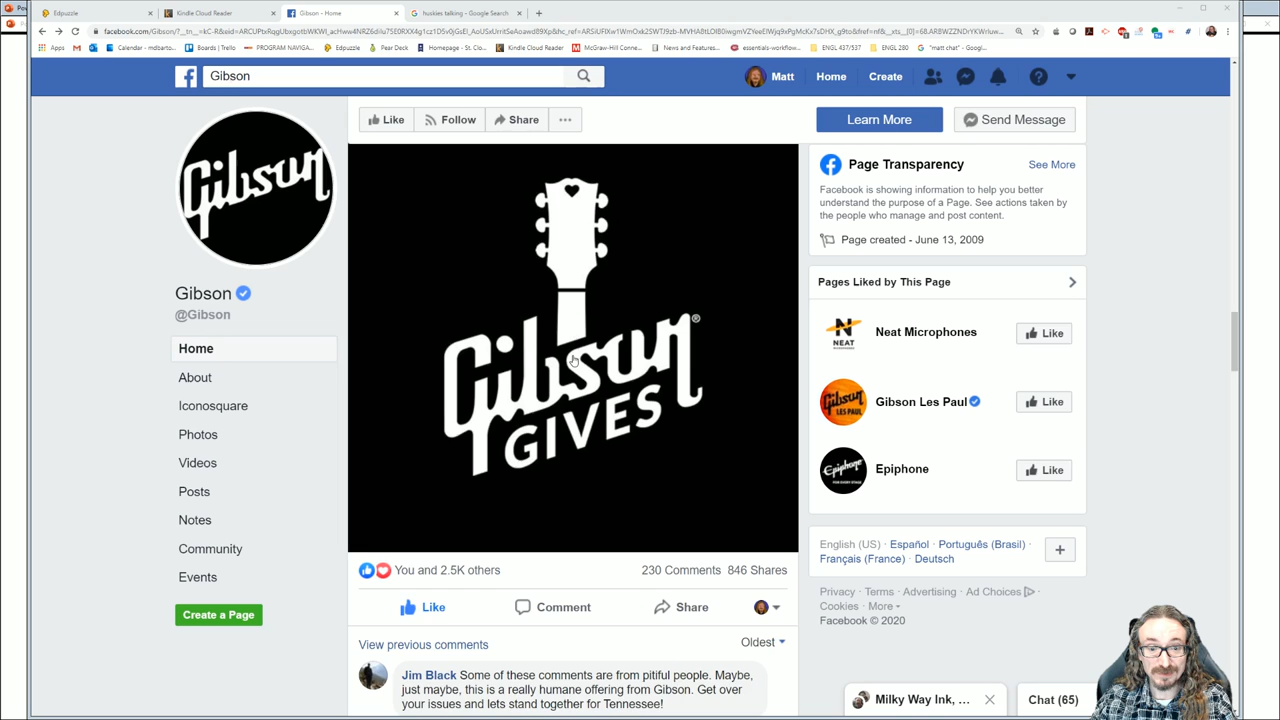 Edpuzzle
Kindle Cloud Reader
Gibson - Home
huskies talking - Google Search
Apps
Calendar - mdbarto...
Boards | Trello
PROGRAM NAVIGA...
Edpuzzle
Pear Deck
Homepage - St. Clo...
Kindle Cloud Reader
McGraw-Hill Conne...
News and Features...
essentials-workflow...
ENGL 437/537
ENGL 280
"matt chat" - Googl...
Gibson
Matt
Home
Create
Like
Follow
Share
Learn More
Send Message
Gibson
Gibson
@Gibson
Home
About
Iconosquare
Photos
Videos
Posts
Notes
Community
Events
Create a Page
Gibson®
GIVES
You and 2.5K others
230 Comments 846 Shares
Like
Comment
Share
View previous comments
Oldest
Jim Black Some of these comments are from pitiful people. Maybe,
just maybe, this is a really humane offering from Gibson. Get over
your issues and lets stand together for Tennessee!
Page Transparency
See More
Facebook is showing information to help you better
understand the purpose of a Page. See actions taken by
the people who manage and post content.
Page created - June 13, 2009
Pages Liked by This Page
NEAT
Neat Microphones
Like
Gibson
LES PAUL
Gibson Les Paul
Like
Epiphone
Epiphone
Like
English (US) · Español · Português (Brasil) ·
Français (France) · Deutsch
Privacy · Terms · Advertising · Ad Choices ·
Cookies · More
Facebook © 2020
Milky Way Ink, ...
Chat (65)